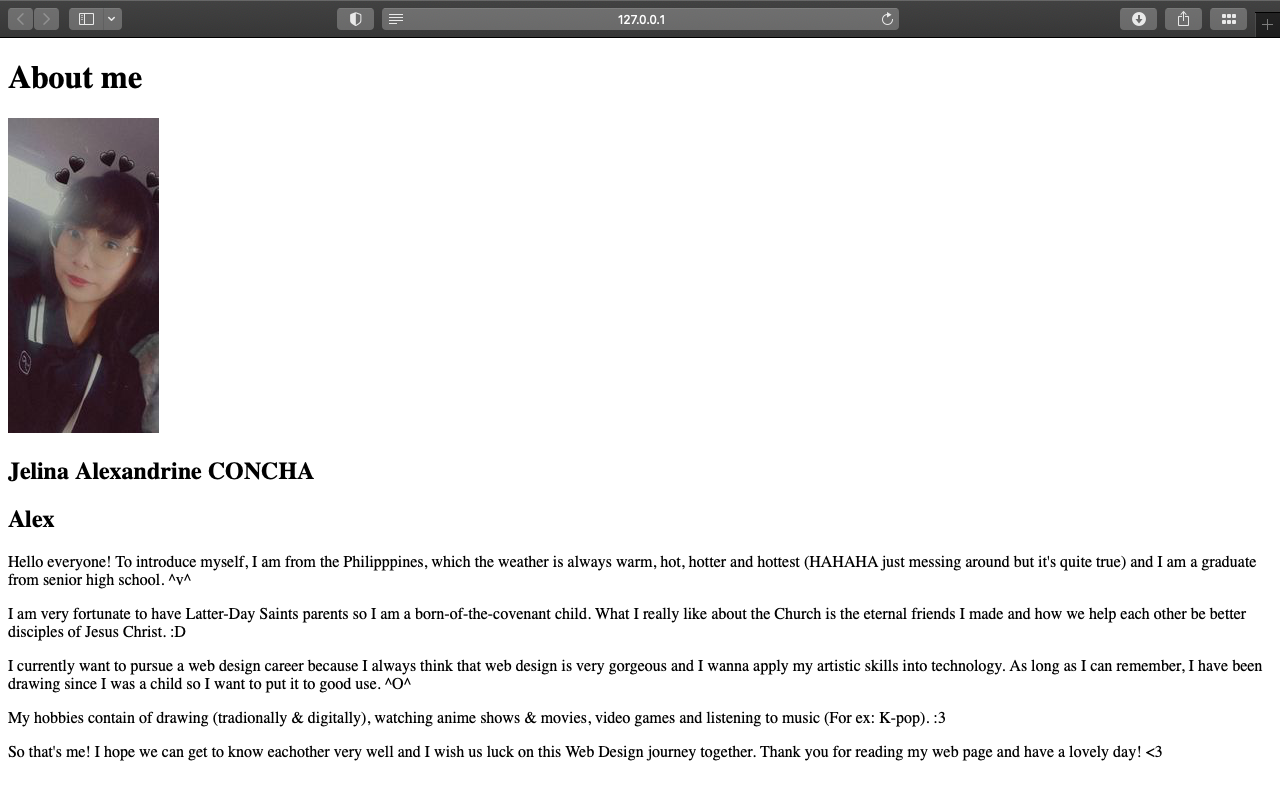 127.0.0.1
About me
Jelina Alexandrine CONCHA
Alex
Hello everyone! To introduce myself, I am from the Philipppines, which the weather is always warm, hot, hotter and hottest (HAHAHA just messing around but it's quite true) and I am a graduate
from senior high school. ^v^
I am very fortunate to have Latter-Day Saints parents so I am a born-of-the-covenant child. What I really like about the Church is the eternal friends I made and how we help each other be better
disciples of Jesus Christ. :D
I currently want to pursue a web design career because I always think that web design is very gorgeous and I wanna apply my artistic skills into technology. As long as I can remember, I have been
drawing since I was a child so I want to put it to good use. ^O^
My hobbies contain of drawing (tradionally & digitally), watching anime shows & movies, video games and listening to music (For ex: K-pop). :3
So that's me! I hope we can get to know eachother very well and I wish us luck on this Web Design journey together. Thank you for reading my web page and have a lovely day! <3